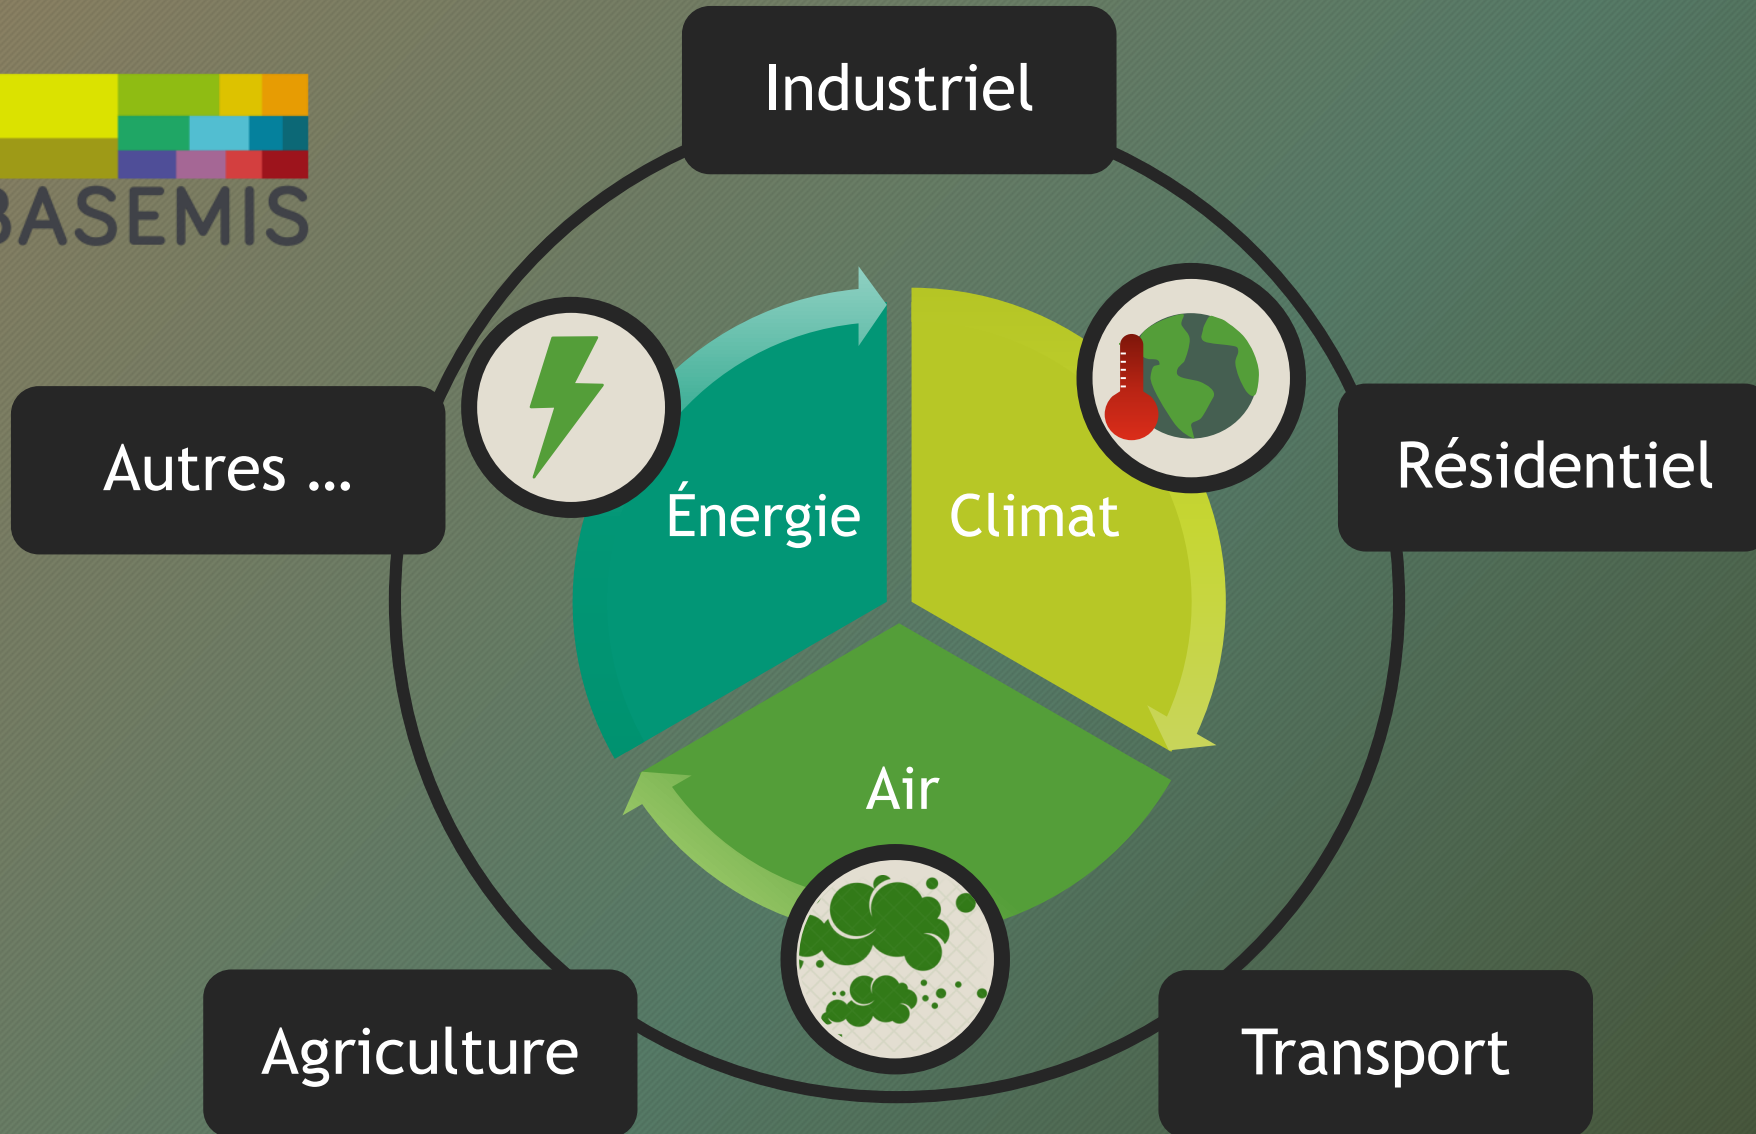 Industriel
BASEMIS
Autres ...
Résidentiel
Énergie
Climat
Air
Agriculture
Transport